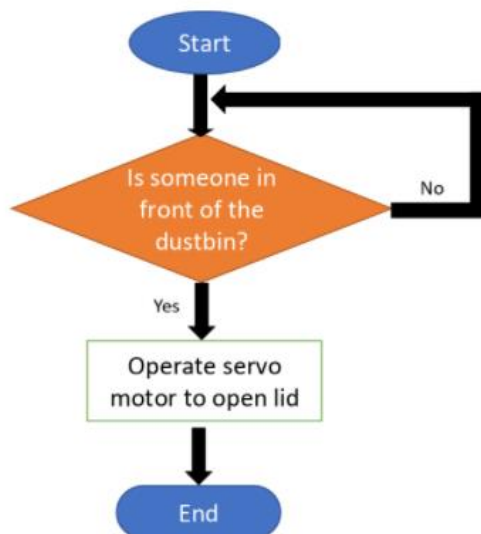 Start
Is someone in
front of the
dustbin?
No
Yes
Operate servo
motor to open lid
End